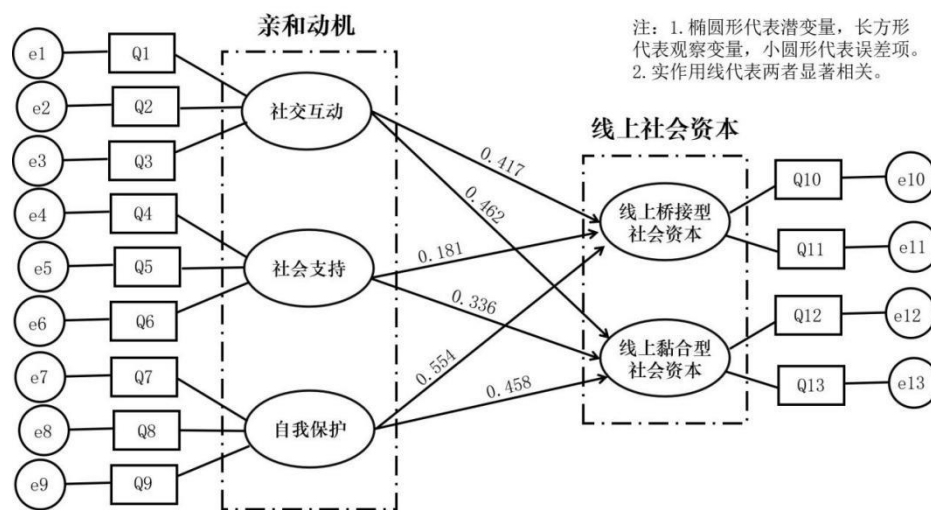 亲和动机
注：1.椭圆形代表潜变量，长方形
代表观察变量，小圆形代表误差项。
2.实作用线代表两者显著相关。
e1
Q1
e2
Q2
e3
Q3
社交互动
e4
Q4
e5
Q5
e6
Q6
社会支持
e7
Q7
e8
Q8
e9
Q9
自我保护
0.417
0.462
0.181
0.336
0.554
0.458
线上社会资本
线上桥接型
社会资本
线上黏合型
社会资本
Q10
e10
Q11
e11
Q12
e12
Q13
e13